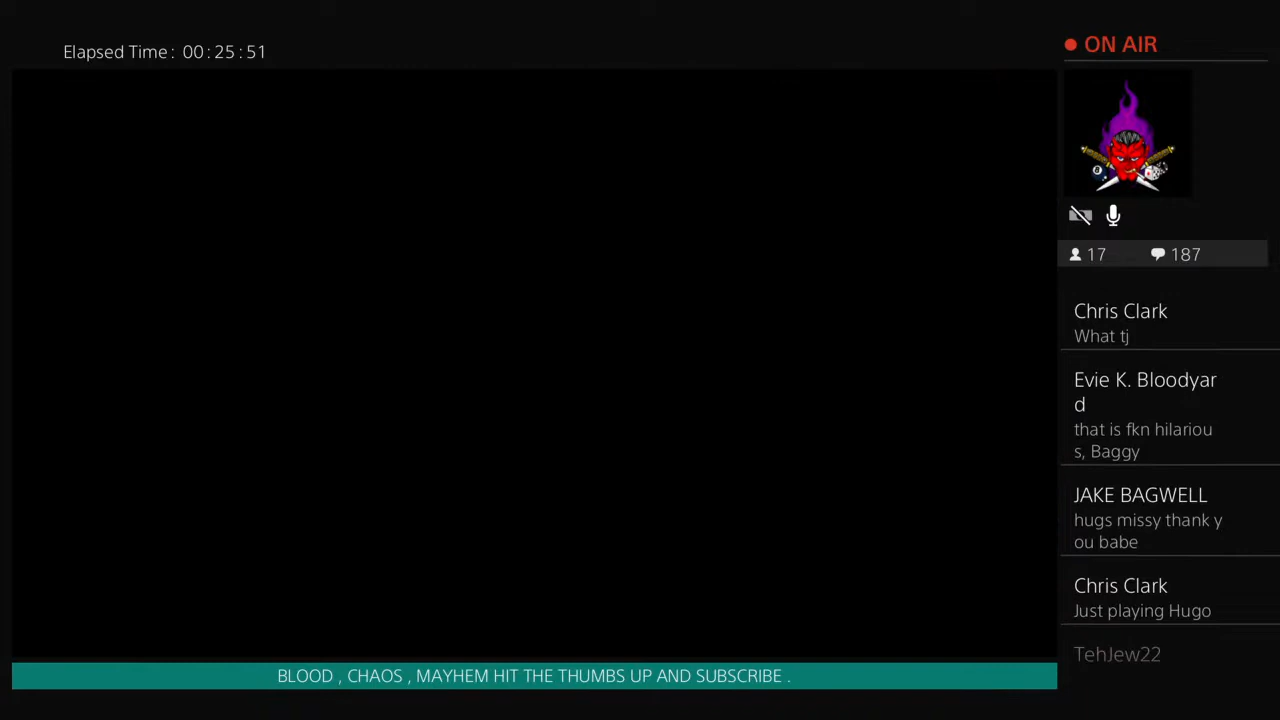 Elapsed Time: 00:25:51
ON AIR
17 187
Chris Clark
What tj
Evie K. Bloodyar
d
that is fkn hilariou
s, Baggy
JAKE BAGWELL
hugs missy thank y
ou babe
Chris Clark
Just playing Hugo
TehJew22
BLOOD , CHAOS , MAYHEM HIT THE THUMBS UP AND SUBSCRIBE .